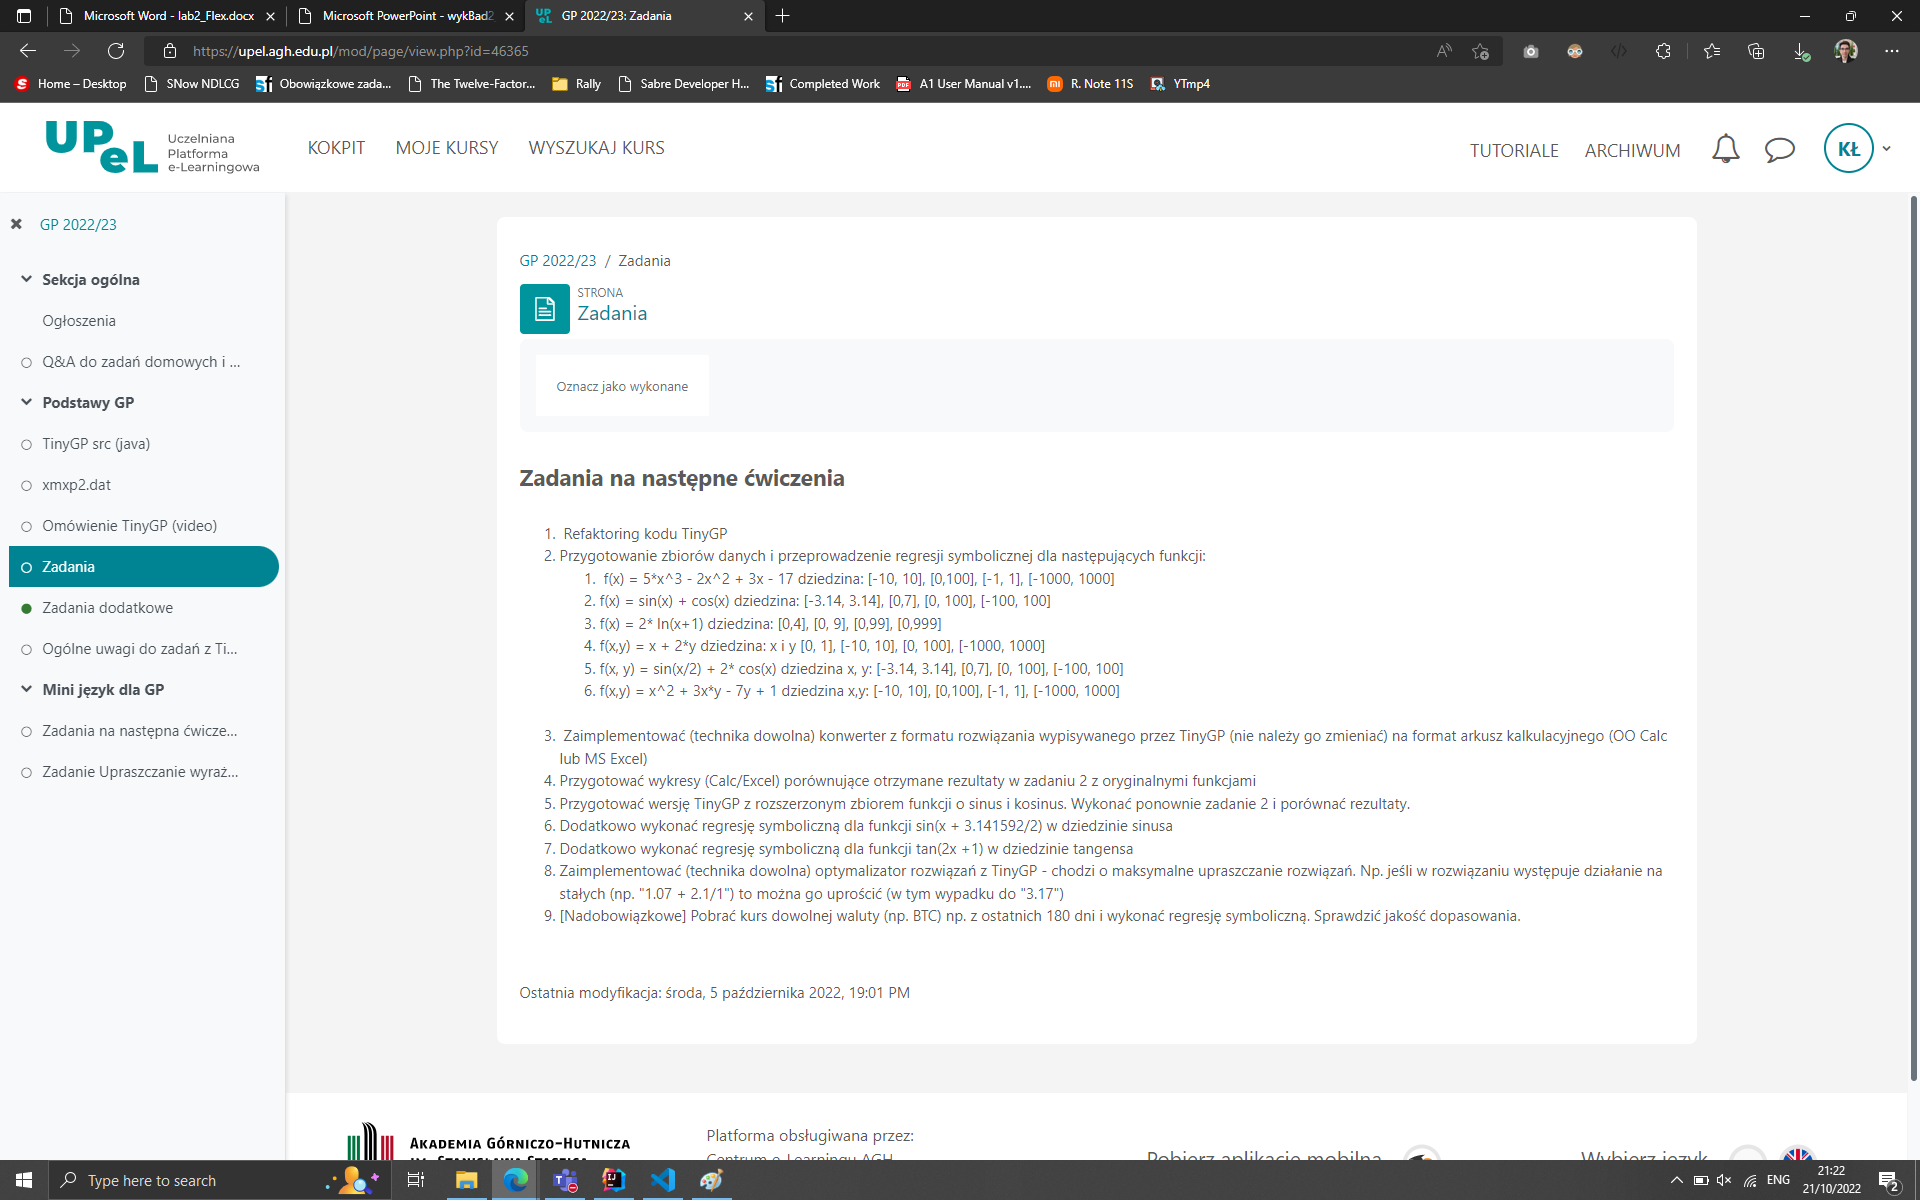 Microsoft Word - lab2_Flex.docx
Microsoft PowerPoint - wykBad2
GP 2022/23: Zadania
https://upel.agh.edu.pl/mod/page/view.php?id=46365
Home – Desktop
SNow NDLCG
Obowiązkowe zada...
The Twelve-Factor...
Rally
Sabre Developer H...
Completed Work
A1 User Manual v1....
R. Note 11S
YTmp4
UPeL
Uczelniana
Platforma
e-Learningowa
KOKPIT
MOJE KURSY
WYSZUKAJ KURS
TUTORIALE
ARCHIWUM
KŁ
GP 2022/23
Sekcja ogólna
Ogłoszenia
Q&A do zadań domowych i ...
Podstawy GP
TinyGP src (java)
xmxp2.dat
Omówienie TinyGP (video)
Zadania
Zadania dodatkowe
Ogólne uwagi do zadań z Ti...
Mini język dla GP
Zadania na następna ćwicze...
Zadanie Upraszczanie wyraż...
GP 2022/23 / Zadania
STRONA
Zadania
Oznacz jako wykonane
Zadania na następne ćwiczenia
1. Refaktoring kodu TinyGP
2. Przygotowanie zbiorów danych i przeprowadzenie regresji symbolicznej dla następujących funkcji:
1. f(x) = 5*x^3 - 2x^2 + 3x - 17 dziedzina: [-10, 10], [0,100], [-1, 1], [-1000, 1000]
2. f(x) = sin(x) + cos(x) dziedzina: [-3.14, 3.14], [0,7], [0, 100], [-100, 100]
3. f(x) = 2* ln(x+1) dziedzina: [0,4], [0, 9], [0,99], [0,999]
4. f(x,y) = x + 2*y dziedzina: x i y [0, 1], [-10, 10], [0, 100], [-1000, 1000]
5. f(x, y) = sin(x/2) + 2* cos(x) dziedzina x, y: [-3.14, 3.14], [0,7], [0, 100], [-100, 100]
6. f(x,y) = x^2 + 3x*y - 7y + 1 dziedzina x,y: [-10, 10], [0,100], [-1, 1], [-1000, 1000]
3. Zaimplementować (technika dowolna) konwerter z formatu rozwiązania wypisywanego przez TinyGP (nie należy go zmieniać) na format arkusz kalkulacyjnego (OO Calc
lub MS Excel)
4. Przygotować wykresy (Calc/Excel) porównujące otrzymane rezultaty w zadaniu 2 z oryginalnymi funkcjami
5. Przygotować wersję TinyGP z rozszerzonym zbiorem funkcji o sinus i kosinus. Wykonać ponownie zadanie 2 i porównać rezultaty.
6. Dodatkowo wykonać regresję symboliczną dla funkcji sin(x + 3.141592/2) w dziedzinie sinusa
7. Dodatkowo wykonać regresję symboliczną dla funkcji tan(2x +1) w dziedzinie tangensa
8. Zaimplementować (technika dowolna) optymalizator rozwiązań z TinyGP - chodzi o maksymalne upraszczanie rozwiązań. Np. jeśli w rozwiązaniu występuje działanie na
stałych (np. "1.07 + 2.1/1") to można go uprościć (w tym wypadku do "3.17")
9. [Nadobowiązkowe] Pobrać kurs dowolnej waluty (np. BTC) np. z ostatnich 180 dni i wykonać regresję symboliczną. Sprawdzić jakość dopasowania.
Ostatnia modyfikacja: środa, 5 października 2022, 19:01 PM
AKADEMIA GÓRNICZO-HUTNICZA
Platforma obsługiwana przez:
Centrum e-Learningu AGH
Pobierz aplikację mobilną
Wybierz język
Type here to search
ENG
21:22
21/10/2022
2